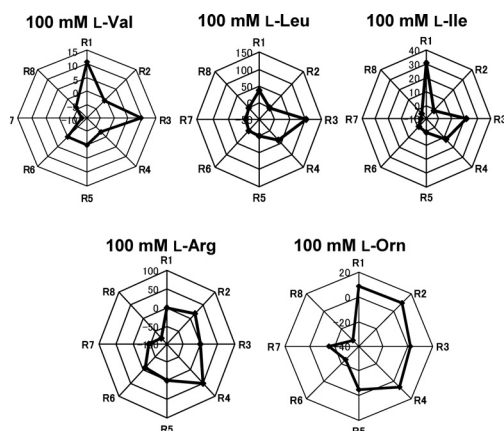 100 mM L-Val
R1
15
R8 10 R2
5
0
-5
7 -10 R3
R6 R4
R5
100 mM L-Leu
R1
150
R8 100 R2
50
0
R7 -50 R3
R6 R4
R5
100 mM L-Ile
R1
40
R8 30 R2
20
10
0
R7 -10 R3
R6 R4
R5
100 mM L-Arg
R1
100
R8 50 R2
0
-50
R7 -100 R3
R6 R4
R5
100 mM L-Orn
R1
20
R8 0 R2
-20
R7 -40 R3
R6 R4
R5